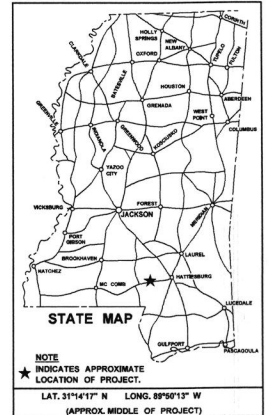 CORINTH
HOLLY
SPRINGS
NEW
ALBANY
CLARKSDALE
OXFORD
TUPELO
FULTON
BATESVILLE
HOUSTON
ABERDEEN
GREENVILLE
GRENADA
WEST
POINT
INDIANOLA
GREENWOOD
KOSCIUSKO
COLUMBUS
YAZOO
CITY
VICKSBURG
JACKSON
FOREST
MERIDIAN
PORT
GIBSON
BROOKHAVEN
LAUREL
NATCHEZ
MC COMB
HATTIESBURG
LUCEDALE
STATE MAP
GULFPORT
PASCAGOULA
NOTE
INDICATES APPROXIMATE
LOCATION OF PROJECT.
LAT. 31°14'17" N LONG. 89°50'13" W
(APPROX. MIDDLE OF PROJECT)